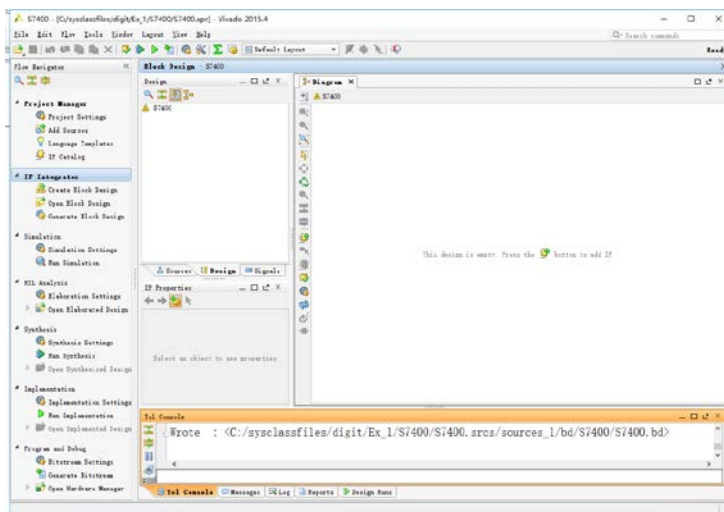 S7400 - [C:/sysclassfiles/digit/Ex_1/S7400/S7400.xpr] - Vivado 2015.4
File Edit Flow Tools Window Layout View Help
Search commands
Default Layout
Ready
Flow Navigator
Block Design - S7400
Project Manager
Project Settings
Add Sources
Language Templates
IP Catalog
IP Integrator
Create Block Design
Open Block Design
Generate Block Design
Simulation
Simulation Settings
Run Simulation
RTL Analysis
Elaboration Settings
Open Elaborated Design
Synthesis
Synthesis Settings
Run Synthesis
Open Synthesized Design
Implementation
Implementation Settings
Run Implementation
Open Implemented Design
Program and Debug
Bitstream Settings
Generate Bitstream
Open Hardware Manager
Design
S7400
Sources Design Signals
IP Properties
Select an object to see properties
Diagram
S7400
This design is empty. Press the button to add IP.
Tcl Console
Wrote : <C:/sysclassfiles/digit/Ex_1/S7400/S7400.srcs/sources_1/bd/S7400/S7400.bd>
Tcl Console Messages Log Reports Design Runs